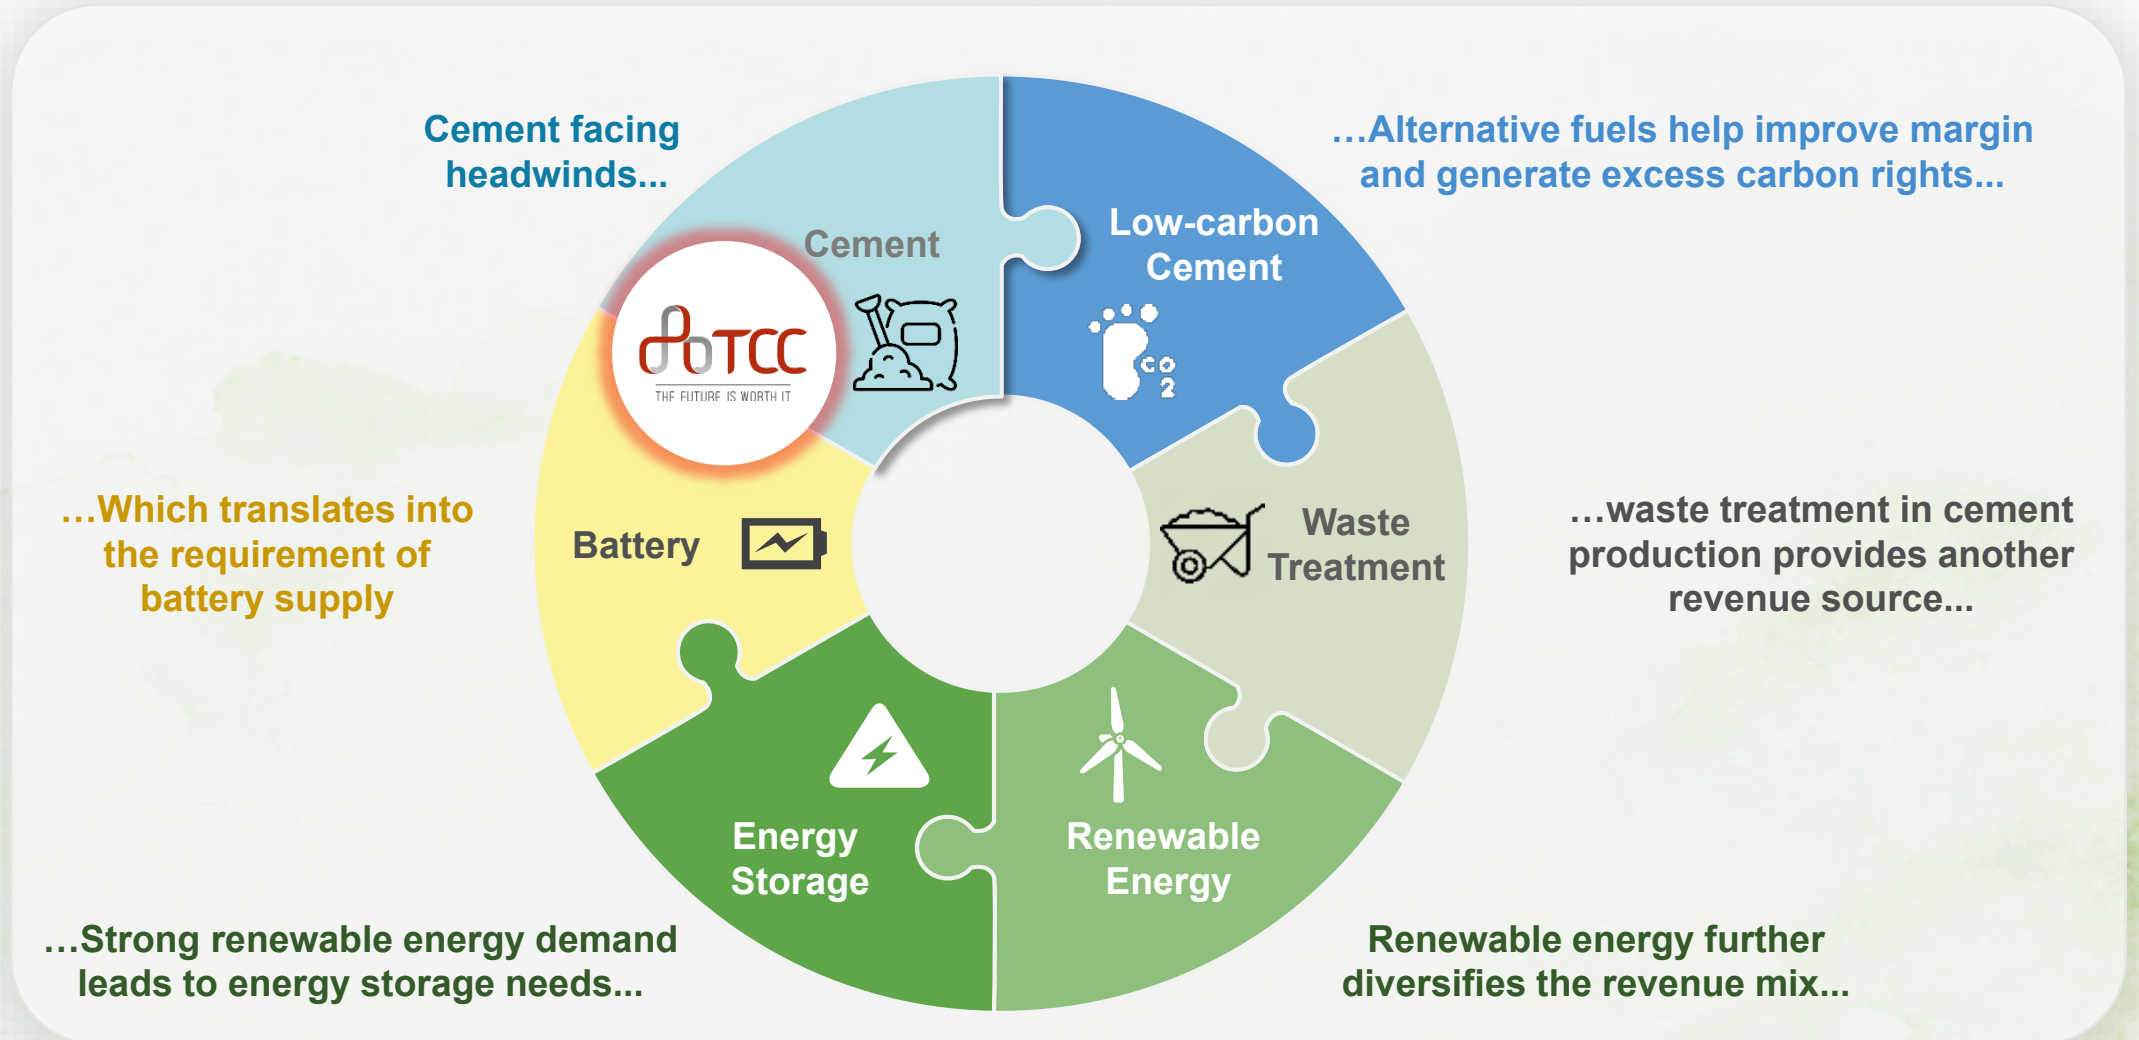 Cement facing
headwinds...
…Alternative fuels help improve margin
and generate excess carbon rights...
Cement
Low-carbon
Cement
TCC
THE FUTURE IS WORTH IT
CO
2
…Which translates into
the requirement of
battery supply
Battery
Waste
Treatment
…waste treatment in cement
production provides another
revenue source...
Energy
Storage
Renewable
Energy
…Strong renewable energy demand
leads to energy storage needs...
Renewable energy further
diversifies the revenue mix...